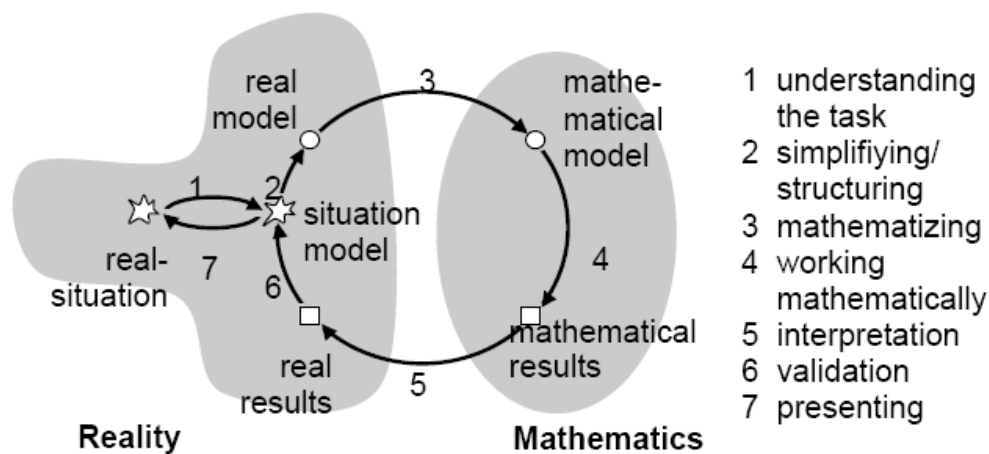 real
model
3
mathe-
matical
model
1
2
situation
model
real-
situation
7
6
4
mathematical
results
real
results
5
Reality
Mathematics
1 understanding
the task
2 simplifiying/
structuring
3 mathematizing
4 working
mathematically
5 interpretation
6 validation
7 presenting